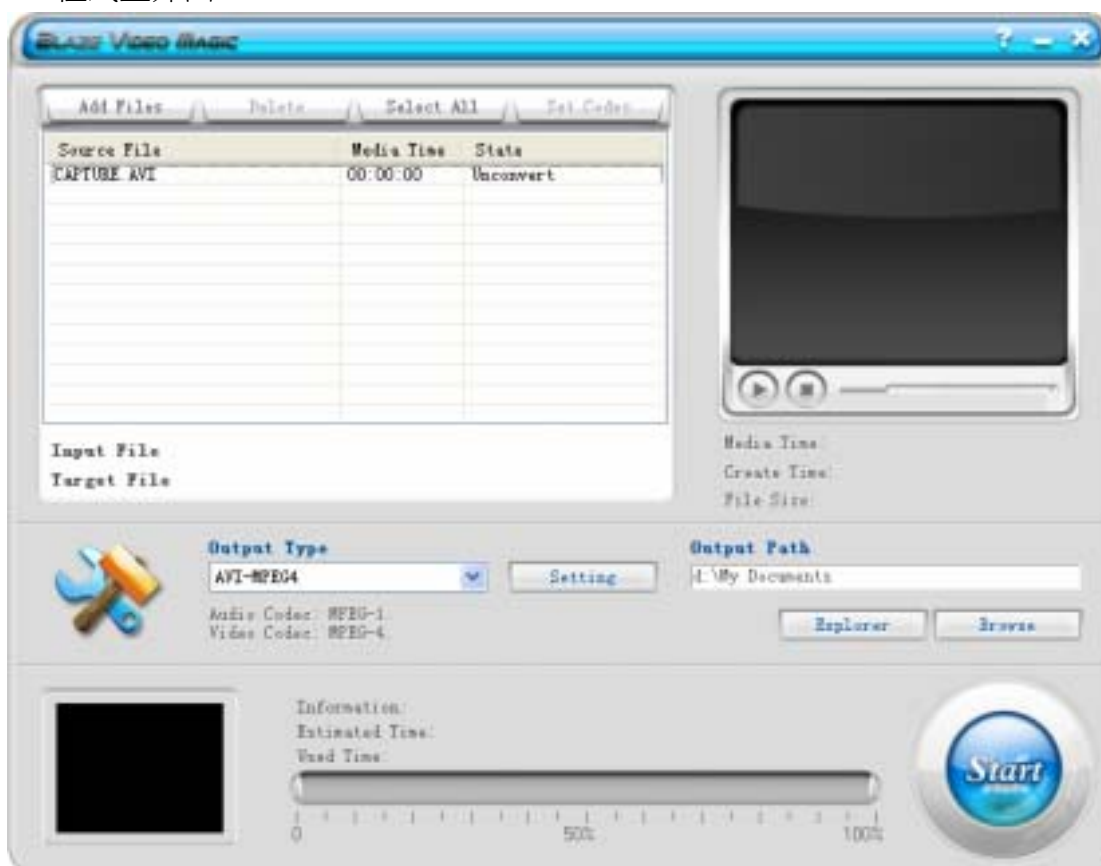 BLAZE VIDEO MAGIC
? – ×
Add Files Delete Select All Set Codec
Source File Media Time State
CAPTURE.AVI 00:00:00 Unconvert
Input File
Target File
Media Time:
Create Time:
File Size:
Output Type
AVI-MPEG4
Setting
Audio Codec: MPEG-1
Video Codec: MPEG-4
Output Path
d:\My Documents
Explorer Browse
Information:
Estimated Time:
Used Time:
0 50% 100%
Start